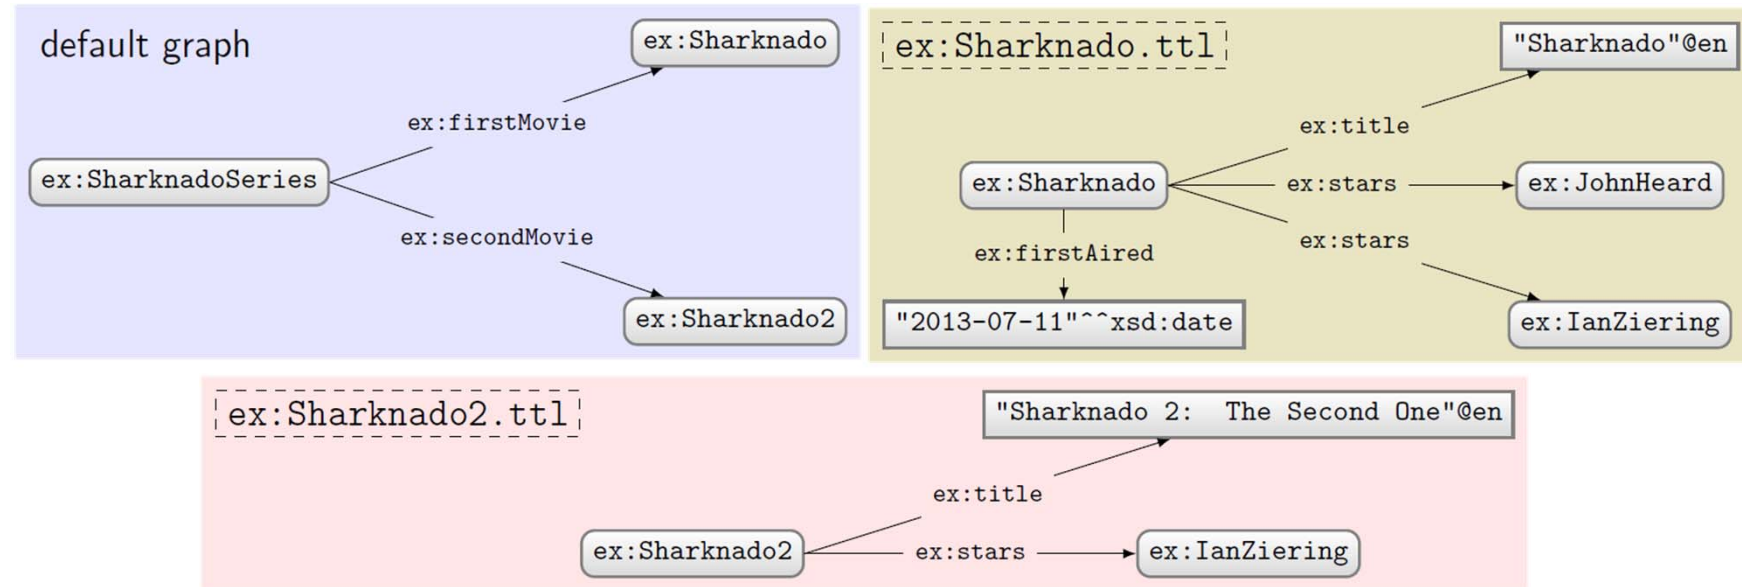 default graph
ex:Sharknado
ex:firstMovie
ex:SharknadoSeries
ex:secondMovie
ex:Sharknado2
ex:Sharknado.ttl
"Sharknado"@en
ex:title
ex:Sharknado
ex:stars
ex:JohnHeard
ex:stars
ex:firstAired
"2013-07-11"^^xsd:date
ex:IanZiering
ex:Sharknado2.ttl
"Sharknado 2: The Second One"@en
ex:title
ex:Sharknado2
ex:stars
ex:IanZiering